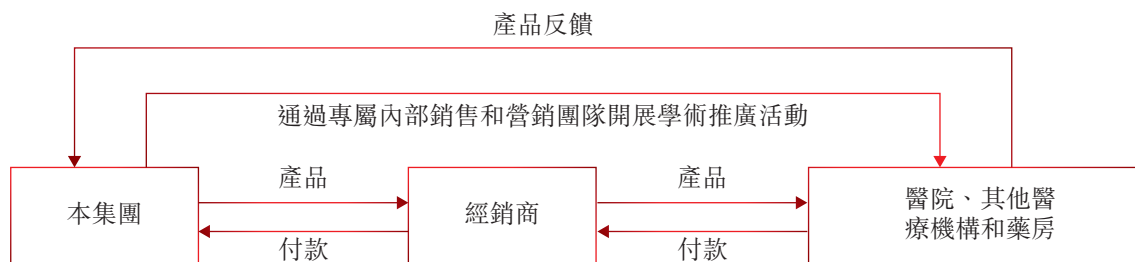 產品反饋
通過專屬內部銷售和營銷團隊開展學術推廣活動
產品
產品
本集團
經銷商
醫院、其他醫
療機構和藥房
付款
付款